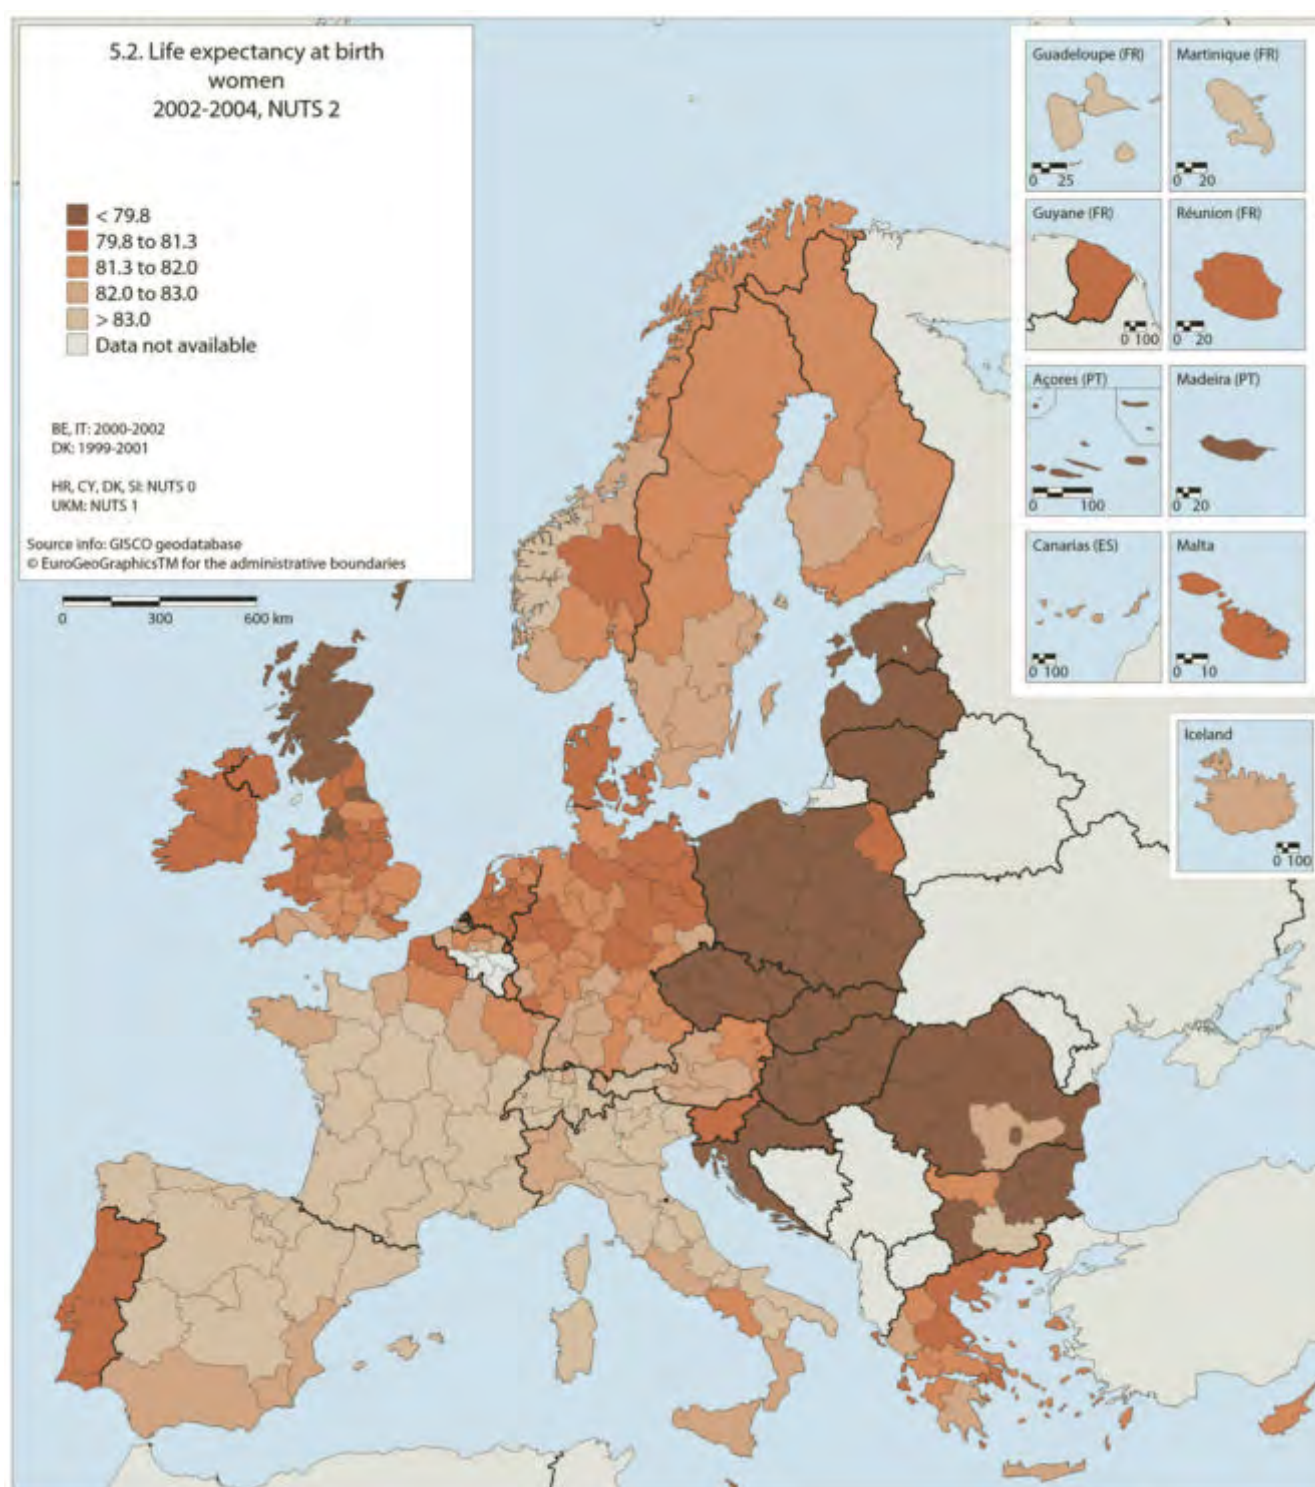 5.2. Life expectancy at birth
women
2002-2004, NUTS 2
< 79.8
79.8 to 81.3
81.3 to 82.0
82.0 to 83.0
> 83.0
Data not available
BE, IT: 2000-2002
DK: 1999-2001
HR, CY, DK, SI: NUTS 0
UKM: NUTS 1
Source info: GISCO geodatabase
© EuroGeoGraphicsTM for the administrative boundaries
0 300 600 km
Guadeloupe (FR)
0 25
Martinique (FR)
0 20
Guyane (FR)
0 100
Réunion (FR)
0 20
Açores (PT)
0 100
Madeira (PT)
0 20
Canarias (ES)
0 100
Malta
0 10
Iceland
0 100